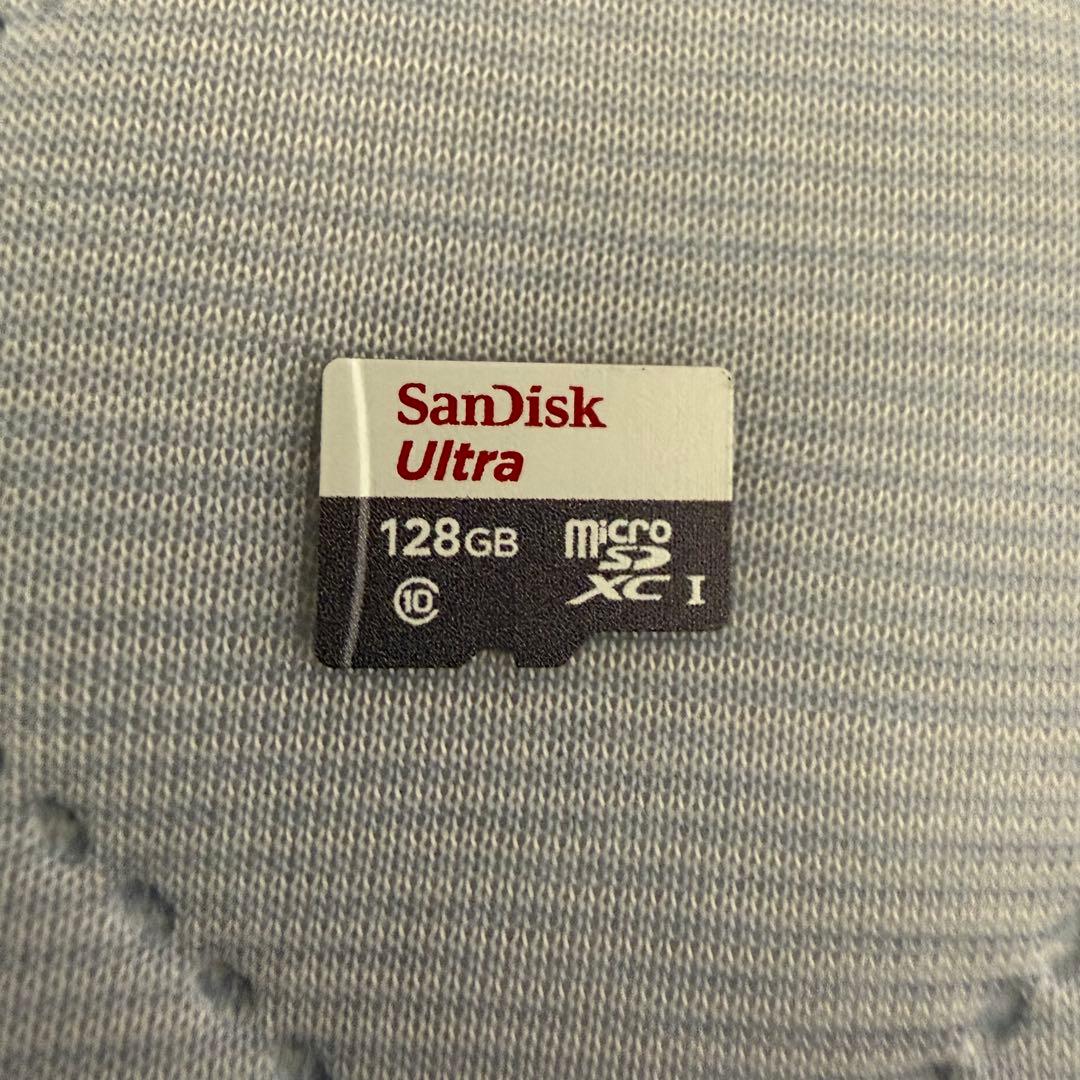 SanDisk
Ultra
128GB
micro
SD
XC I
10